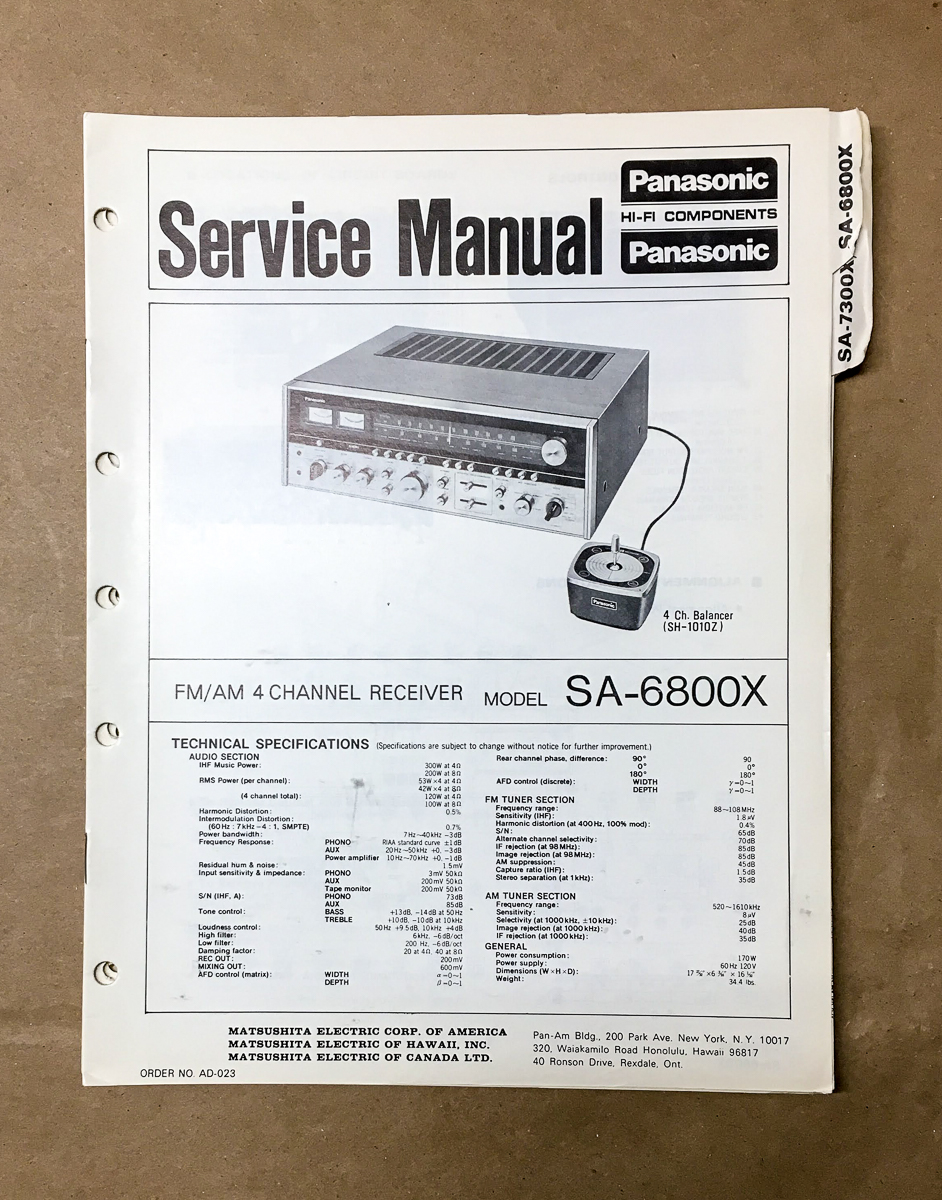 Service Manual
Panasonic
HI-FI COMPONENTS
Panasonic
SA-7300X, SA-6800X
Panasonic
Panasonic
4 Ch. Balancer
(SH-1010Z)
FM/AM 4 CHANNEL RECEIVER MODEL SA-6800X
TECHNICAL SPECIFICATIONS (Specifications are subject to change without notice for further improvement.)
AUDIO SECTION
IHF Music Power: 300W at 4Ω
200W at 8Ω
RMS Power (per channel): 53W×4 at 4Ω
42W×4 at 8Ω
(4 channel total): 120W at 4Ω
100W at 8Ω
Harmonic Distortion: 0.5%
Intermodulation Distortion:
(60Hz : 7kHz=4 : 1, SMPTE) 0.7%
Power bandwidth: 7Hz~40kHz −3dB
Frequency Response: PHONO RIAA standard curve ±1dB
AUX 20Hz~50kHz +0, −3dB
Power amplifier 10Hz~70kHz +0, −1dB
Residual hum & noise: 1.5mV
Input sensitivity & impedance: PHONO 3mV 50kΩ
AUX 200mV 50kΩ
Tape monitor 200mV 50kΩ
S/N (IHF, A): PHONO 73dB
AUX 85dB
Tone control: BASS +13dB, −14dB at 50Hz
TREBLE +10dB, −10dB at 10kHz
Loudness control: 50Hz +9.5dB, 10kHz +4dB
High filter: 6kHz, −6dB/oct
Low filter: 200 Hz, −6dB/oct
Damping factor: 20 at 4Ω, 40 at 8Ω
REC OUT: 200mV
MIXING OUT: 600mV
AFD control (matrix): WIDTH α=0~1
DEPTH β=0~1
Rear channel phase, difference: 90° 90
0° 0°
180° 180°
AFD control (discrete): WIDTH γ=0~1
DEPTH γ=0~1
FM TUNER SECTION
Frequency range: 88~108MHz
Sensitivity (IHF): 1.8μV
Harmonic distortion (at 400Hz, 100% mod): 0.4%
S/N: 65dB
Alternate channel selectivity: 70dB
IF rejection (at 98MHz): 85dB
Image rejection (at 98MHz): 85dB
AM suppression: 45dB
Capture ratio (IHF): 1.5dB
Stereo separation (at 1kHz): 35dB
AM TUNER SECTION
Frequency range: 520~1610kHz
Sensitivity: 8μV
Selectivity (at 1000kHz, ±10kHz): 25dB
Image rejection (at 1000kHz): 40dB
IF rejection (at 1000kHz): 35dB
GENERAL
Power consumption: 170W
Power supply: 60Hz 120V
Dimensions (W×H×D):
Weight: 34.4 lbs.
MATSUSHITA ELECTRIC CORP. OF AMERICA Pan-Am Bldg., 200 Park Ave. New York, N.Y. 10017
MATSUSHITA ELECTRIC OF HAWAII, INC. 320, Waiakamilo Road Honolulu, Hawaii 96817
MATSUSHITA ELECTRIC OF CANADA LTD. 40 Ronson Drive, Rexdale, Ont.
ORDER NO. AD-023